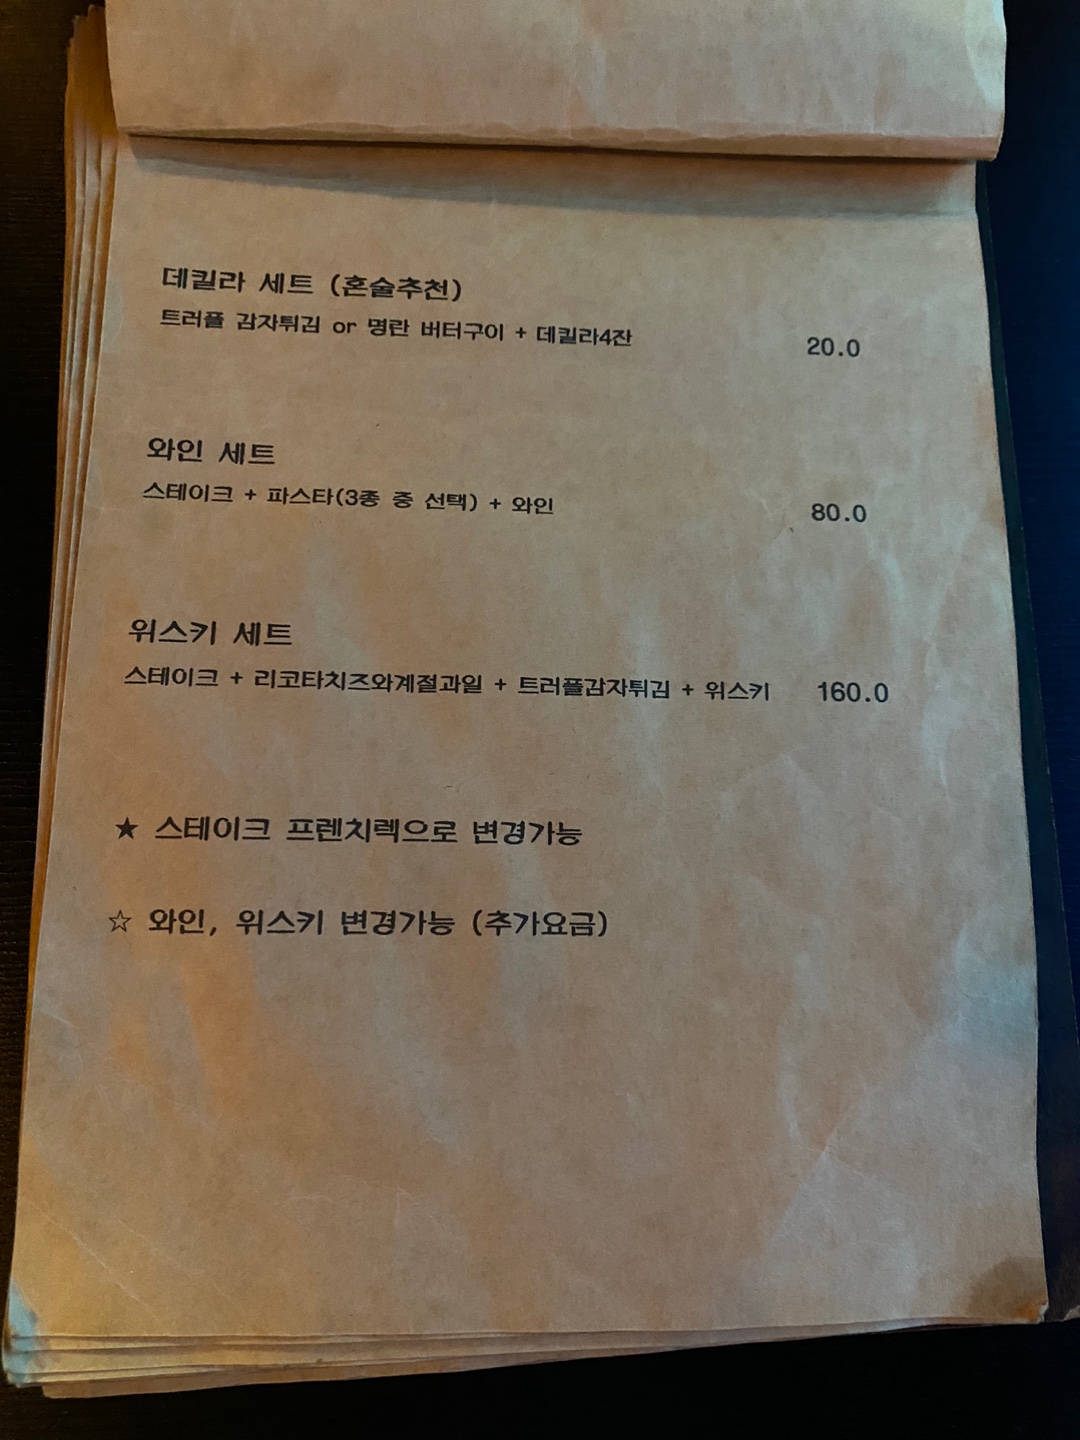 데킬라 세트 (혼술추천)
트러플 감자튀김 or 명란 버터구이 + 데킬라4잔 20.0
와인 세트
스테이크 + 파스타(3종 중 선택) + 와인 80.0
위스키 세트
스테이크 + 리코타치즈와계절과일 + 트러플감자튀김 + 위스키 160.0
★ 스테이크 프렌치렉으로 변경가능
☆ 와인, 위스키 변경가능 (추가요금)